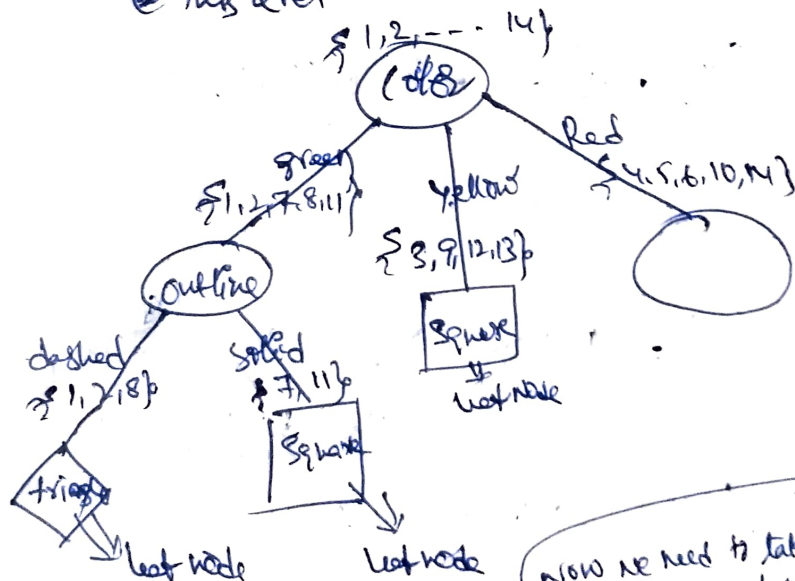 {1,2,---- 14}
Color
green
{1,2,7,8,11}
yellow
{3,9,12,13}
Red
{4,5,6,10,14}
outline
dashed
{1,2,8}
solid
{7,11}
Square
leaf node
triangle
leaf node
Square
leaf node
Now we need to